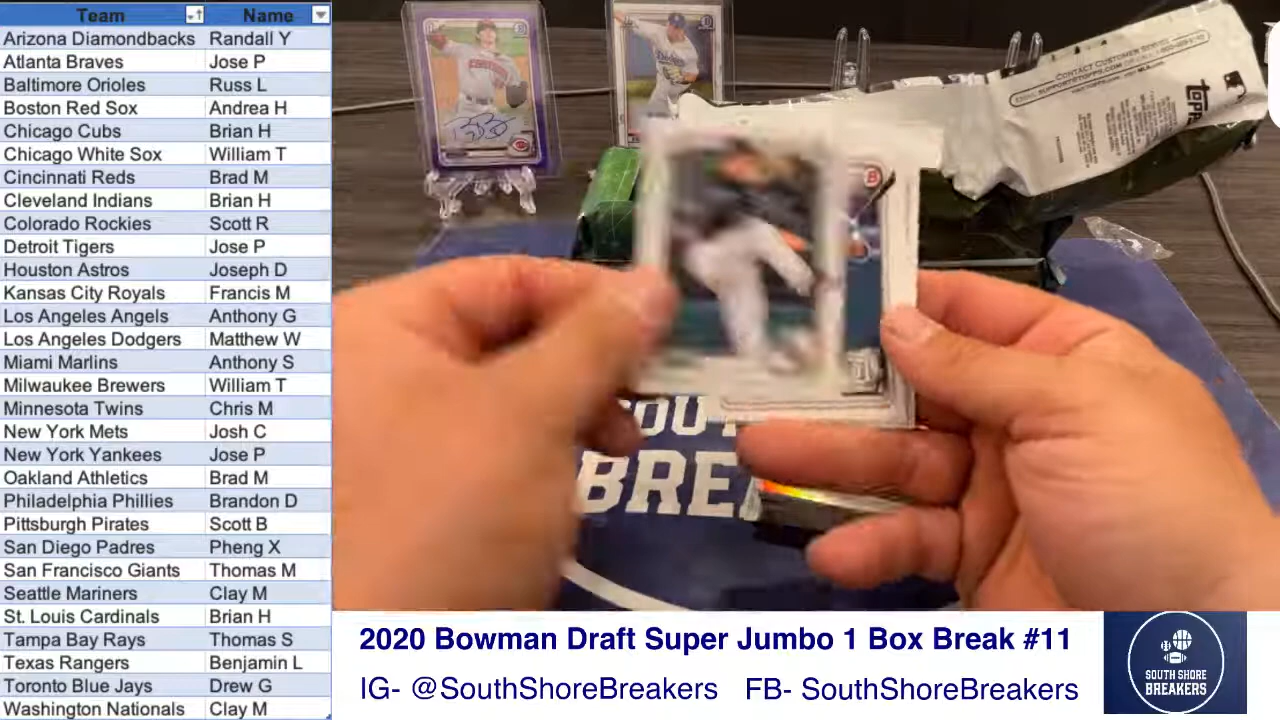 Team Name
Arizona Diamondbacks Randall Y
Atlanta Braves Jose P
Baltimore Orioles Russ L
Boston Red Sox Andrea H
Chicago Cubs Brian H
Chicago White Sox William T
Cincinnati Reds Brad M
Cleveland Indians Brian H
Colorado Rockies Scott R
Detroit Tigers Jose P
Houston Astros Joseph D
Kansas City Royals Francis M
Los Angeles Angels Anthony G
Los Angeles Dodgers Matthew W
Miami Marlins Anthony S
Milwaukee Brewers William T
Minnesota Twins Chris M
New York Mets Josh C
New York Yankees Jose P
Oakland Athletics Brad M
Philadelphia Phillies Brandon D
Pittsburgh Pirates Scott B
San Diego Padres Pheng X
San Francisco Giants Thomas M
Seattle Mariners Clay M
St. Louis Cardinals Brian H
Tampa Bay Rays Thomas S
Texas Rangers Benjamin L
Toronto Blue Jays Drew G
Washington Nationals Clay M
CONTACT CUSTOMER SERVICE
topps
SOUT
BREA
2020 Bowman Draft Super Jumbo 1 Box Break #11
IG- @SouthShoreBreakers FB- SouthShoreBreakers
SOUTH SHORE
BREAKERS